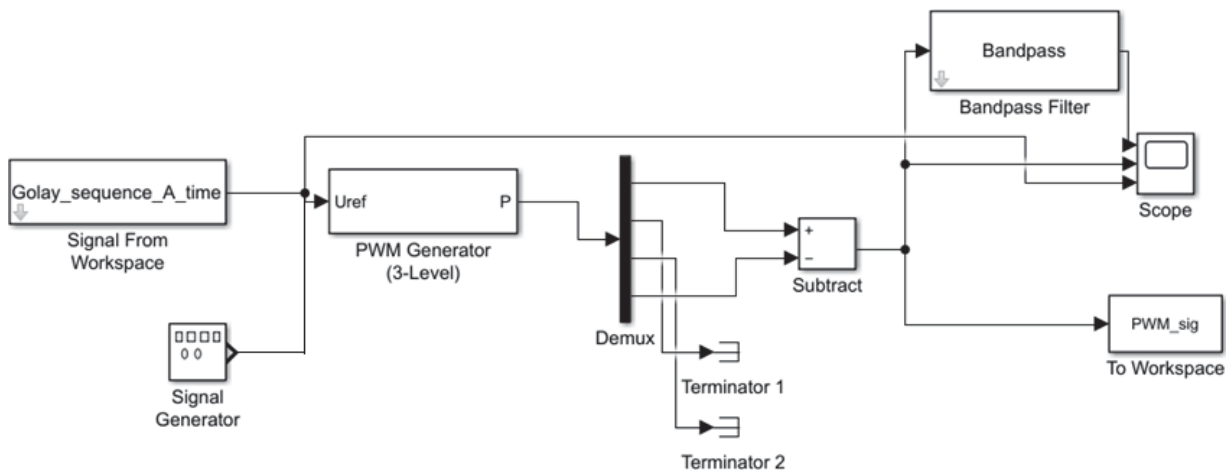 Bandpass
Bandpass Filter
Golay_sequence_A_time
Signal From
Workspace
Uref
P
PWM Generator
(3-Level)
Demux
+
−
Subtract
Scope
PWM_sig
To Workspace
Signal
Generator
Terminator 1
Terminator 2